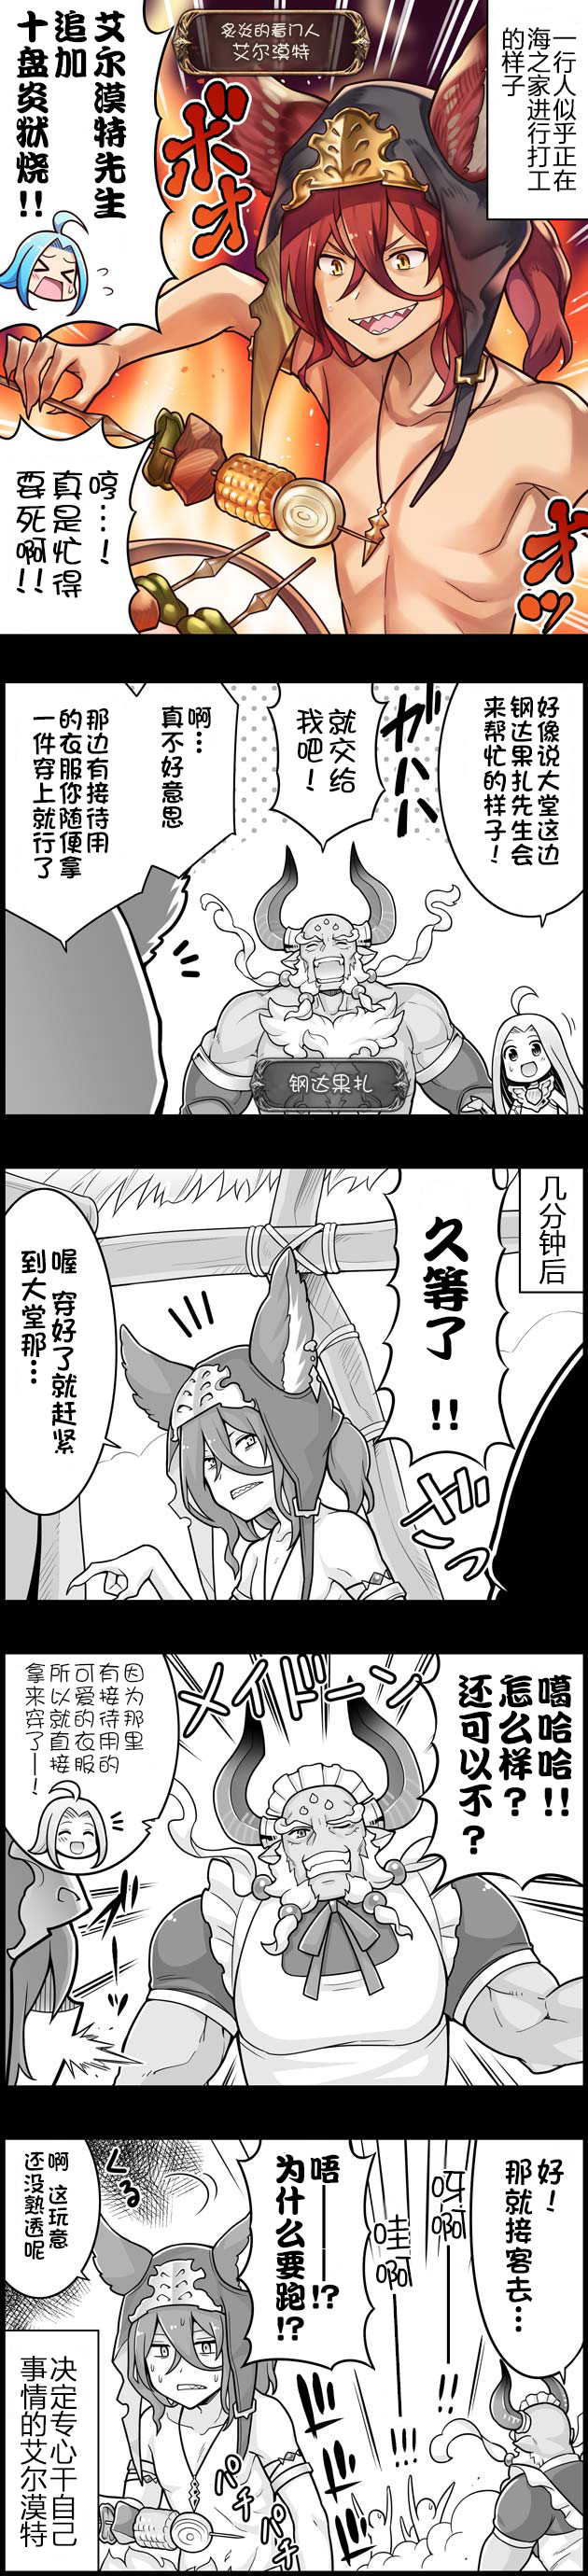 一行人似乎正在
海之家进行打工
的样子
炙炎的看门人
艾尔漠特
艾尔漠特先生
追加
十盘炎狱烧!!
ボオ
オッ
哼…!
真是忙得
要死啊!!
好像说大堂这边
钢达果扎先生会
来帮忙的样子!
ガハハ
就交给
我吧!
啊…
真不好意思
那边有接待用
的衣服你随便拿
一件穿上就行了
钢达果扎
几分钟后
久等了 !!
ざっ
喔 穿好了就赶紧
到大堂那…
噶哈哈!!
怎么样?
还可以不?
メイドーン
因为那里
有接待用的
可爱的衣服
所以就直接
拿来穿了—!
好!
那就接客去…
呀啊——!!
哇啊——!!!
唔——!?
为什么要跑!?
ドドド
くる
啊 这玩意
还没熟透呢
パチパチ
决定专心干自己
事情的艾尔漠特